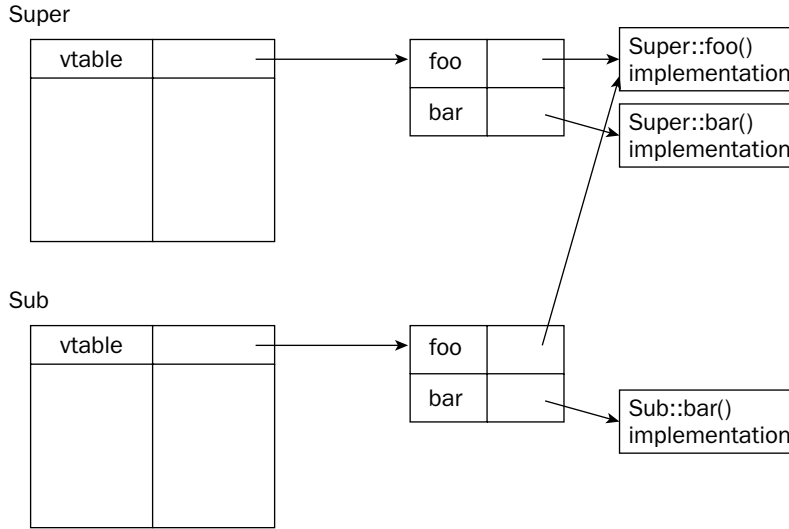 Super
vtable
foo
bar
Super::foo()
implementation
Super::bar()
implementation
Sub
vtable
foo
bar
Sub::bar()
implementation